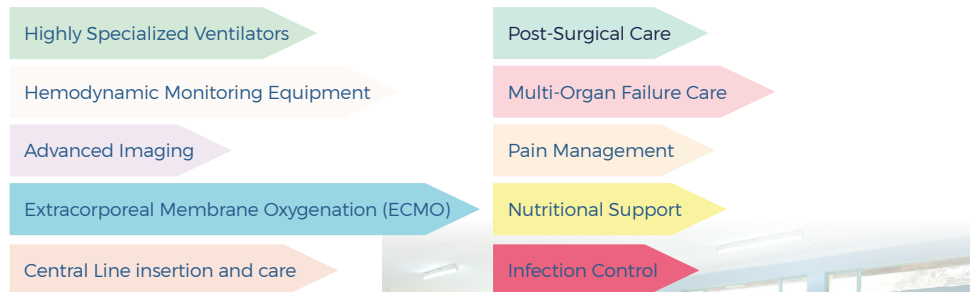 Highly Specialized Ventilators
Hemodynamic Monitoring Equipment
Advanced Imaging
Extracorporeal Membrane Oxygenation (ECMO)
Central Line insertion and care
Post-Surgical Care
Multi-Organ Failure Care
Pain Management
Nutritional Support
Infection Control